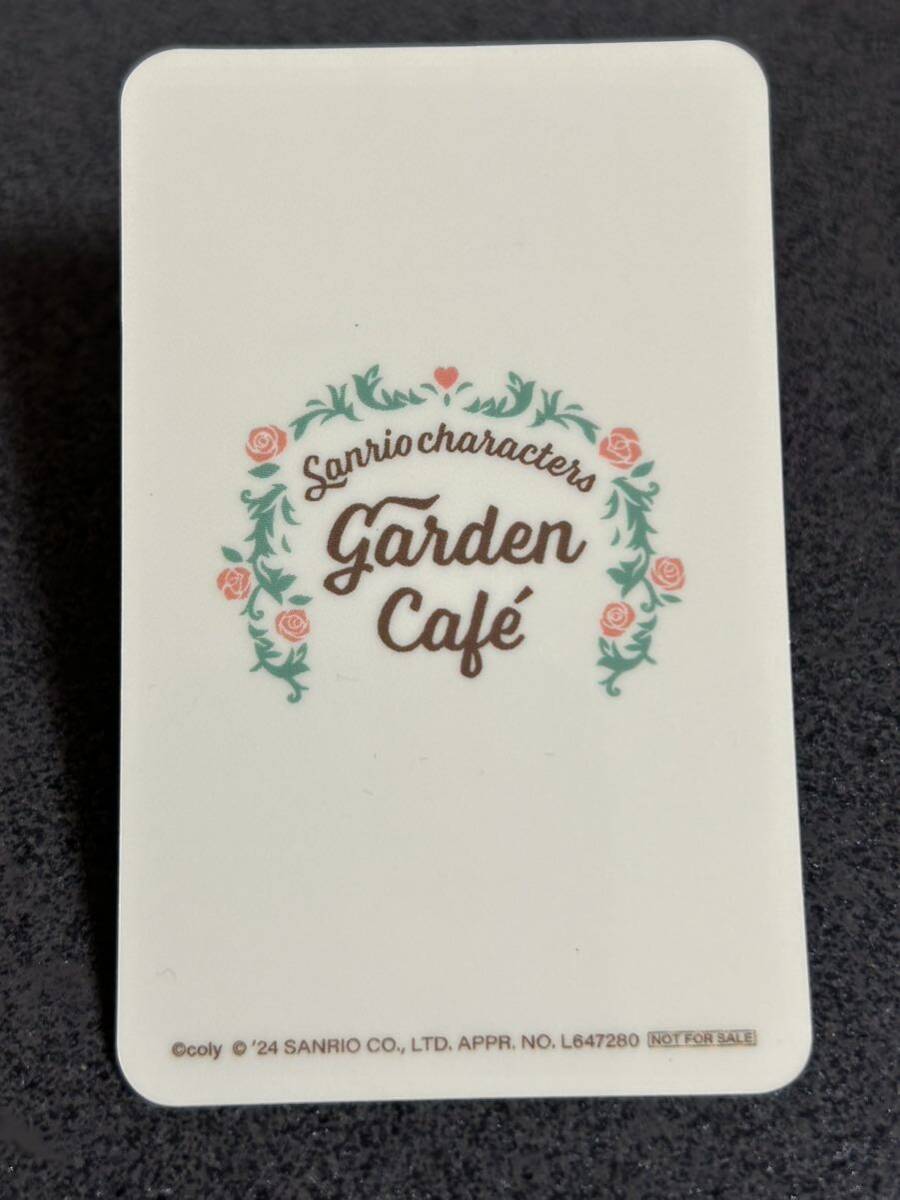 Sanrio characters
Garden
Café
©coly © '24 SANRIO CO., LTD. APPR. NO. L647280 NOT FOR SALE